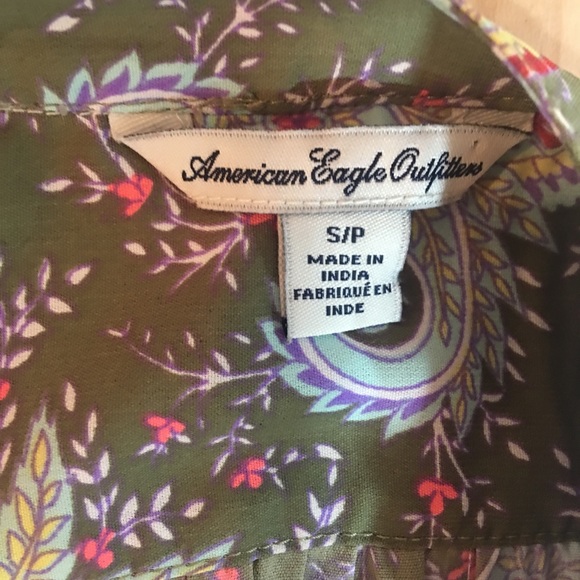 American Eagle Outfitters
S/P
MADE IN
INDIA
FABRIQUÉ EN
INDE